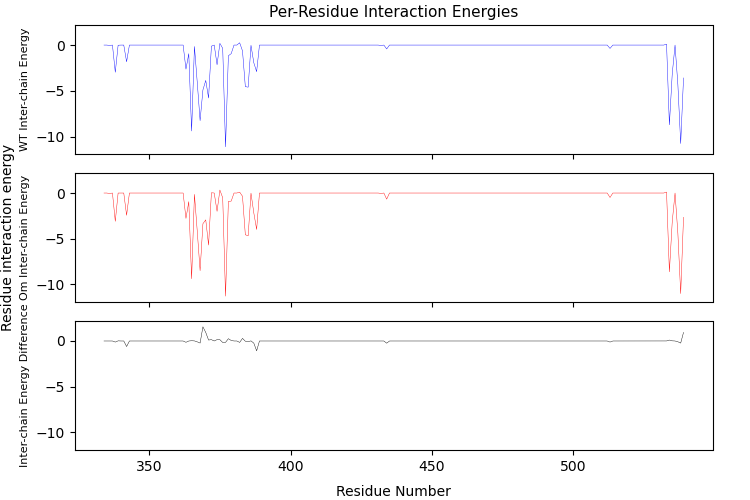 Per-Residue Interaction Energies
Residue interaction energy
WT Inter-chain Energy
0
−5
−10
Om Inter-chain Energy
0
−5
−10
Inter-chain Energy Difference
0
−5
−10
350
400
450
500
Residue Number